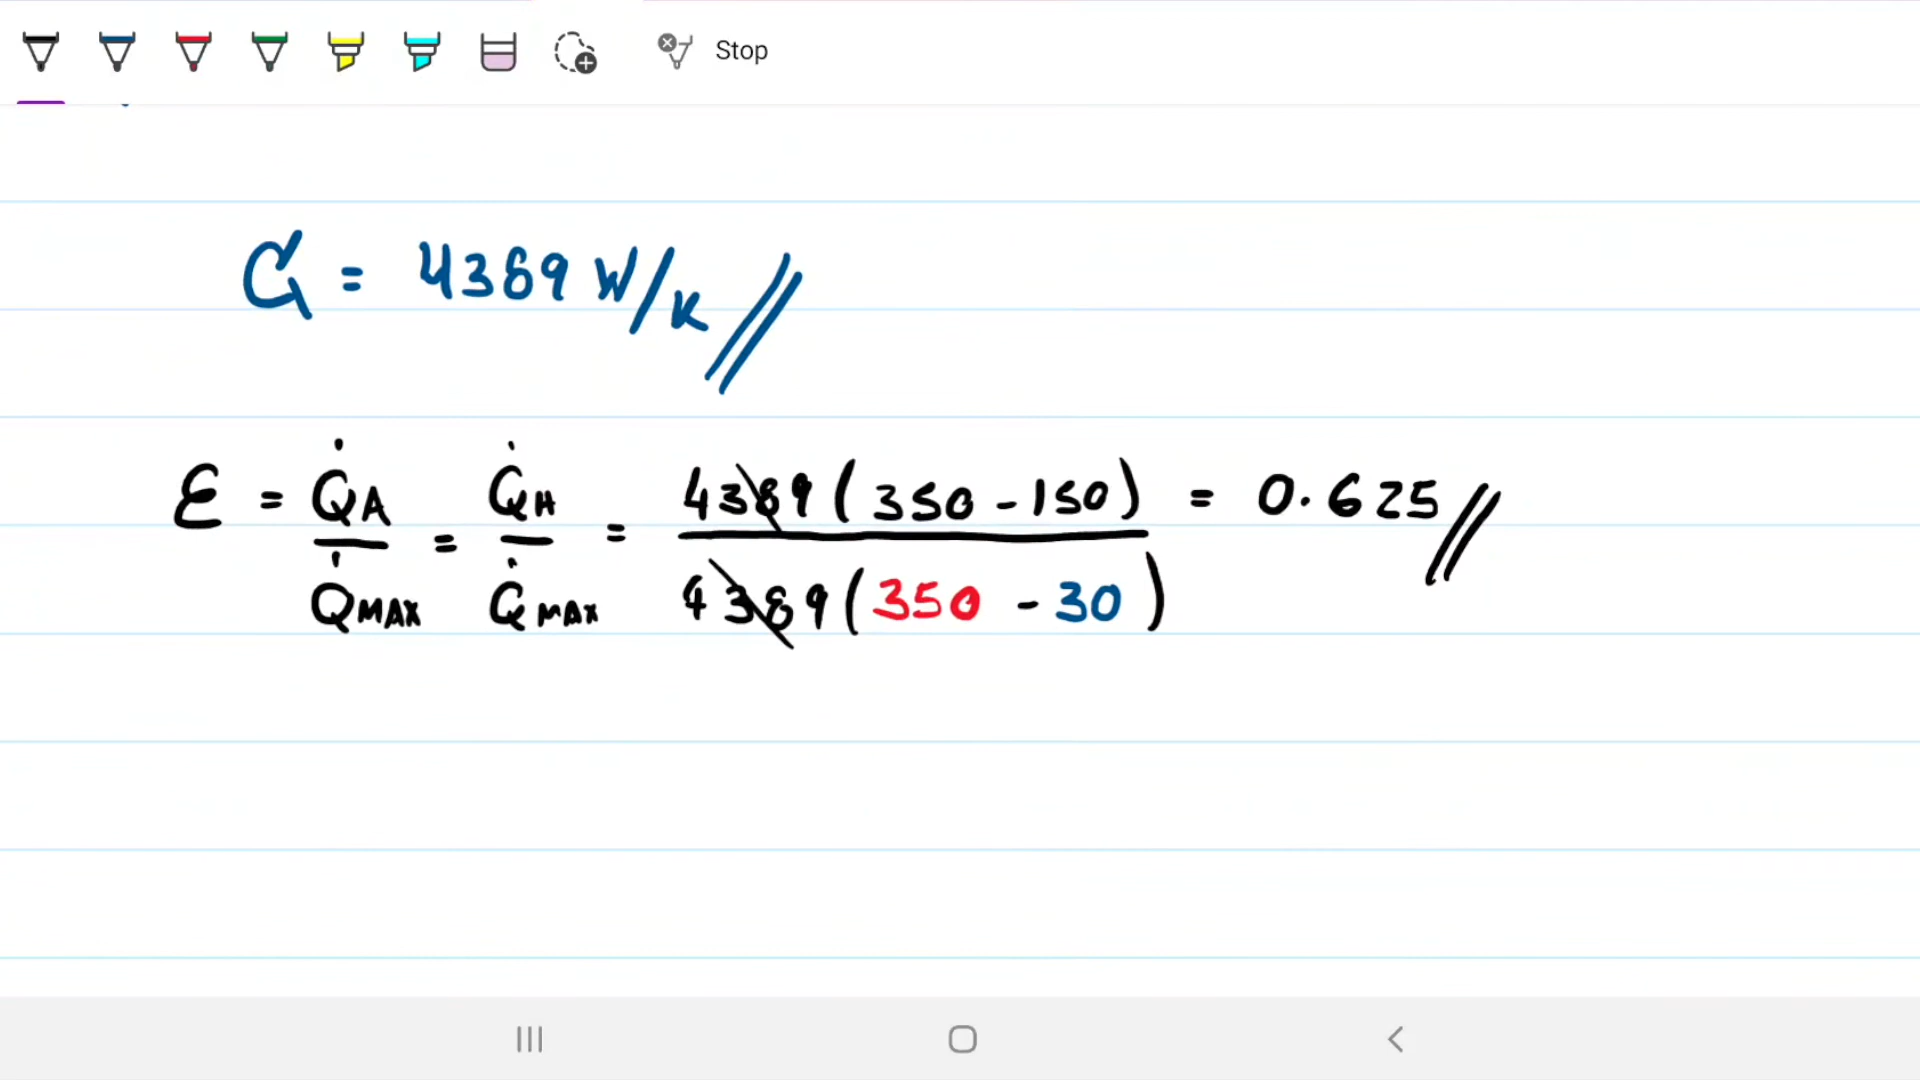 Stop
C = 4389 W/K
ε = Q̇A / Q̇MAX = Q̇H / Q̇MAX = 4389 (350 - 150) / 4389 (350 - 30) = 0.625